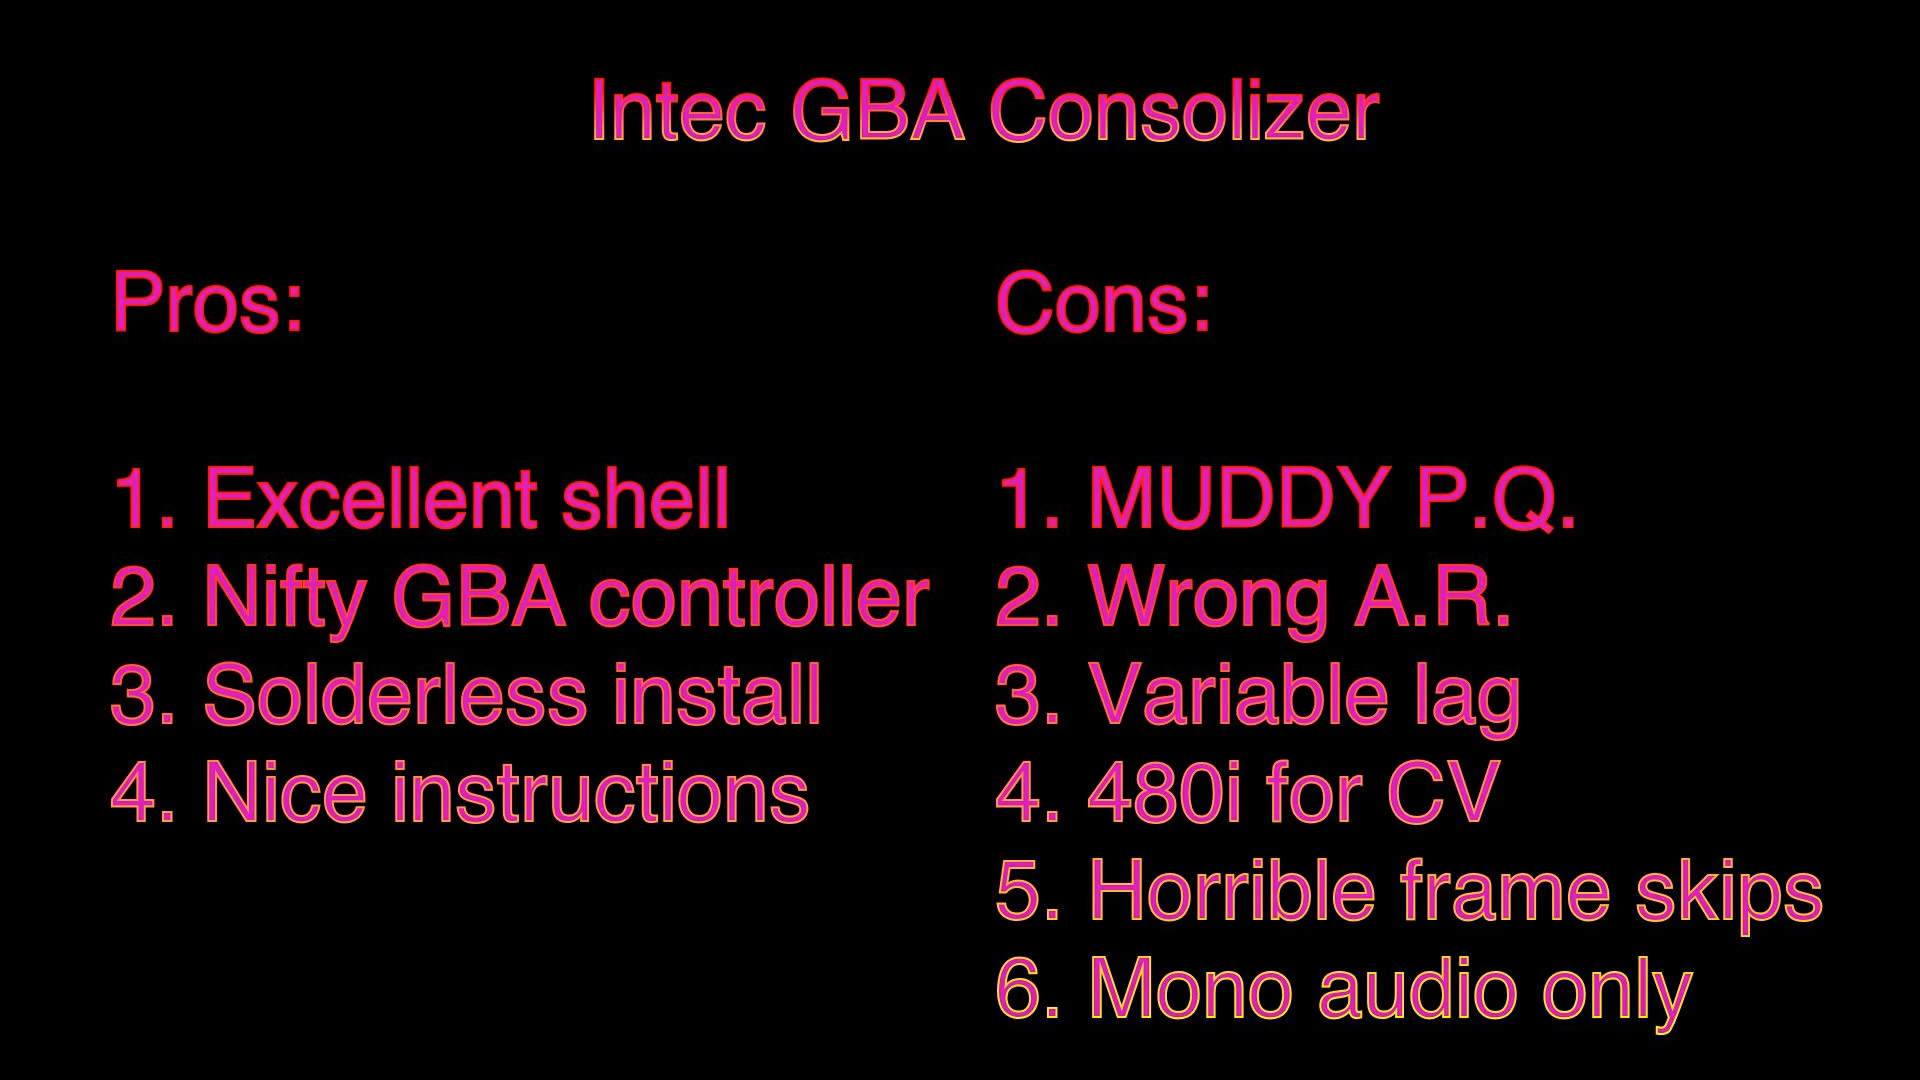 Intec GBA Consolizer
Pros:
1. Excellent shell
2. Nifty GBA controller
3. Solderless install
4. Nice instructions
Cons:
1. MUDDY P.Q.
2. Wrong A.R.
3. Variable lag
4. 480i for CV
5. Horrible frame skips
6. Mono audio only